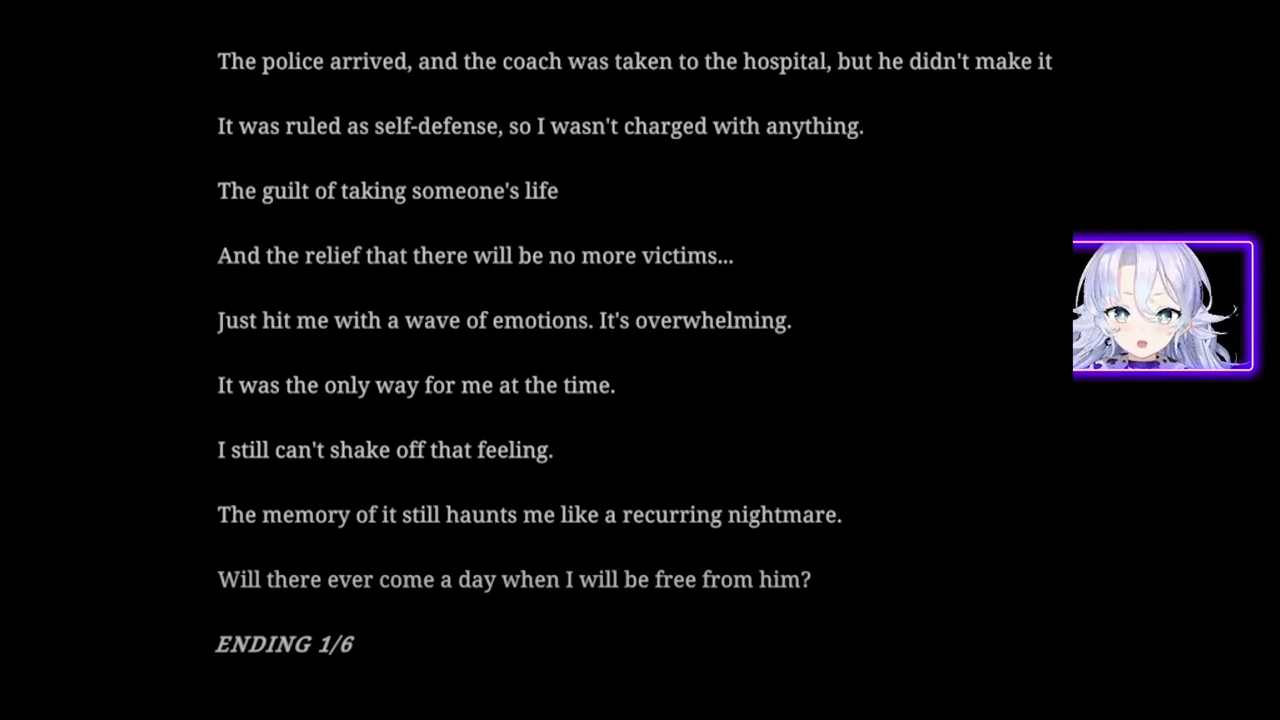 The police arrived, and the coach was taken to the hospital, but he didn't make it
It was ruled as self-defense, so I wasn't charged with anything.
The guilt of taking someone's life
And the relief that there will be no more victims...
Just hit me with a wave of emotions. It's overwhelming.
It was the only way for me at the time.
I still can't shake off that feeling.
The memory of it still haunts me like a recurring nightmare.
Will there ever come a day when I will be free from him?
ENDING 1/6